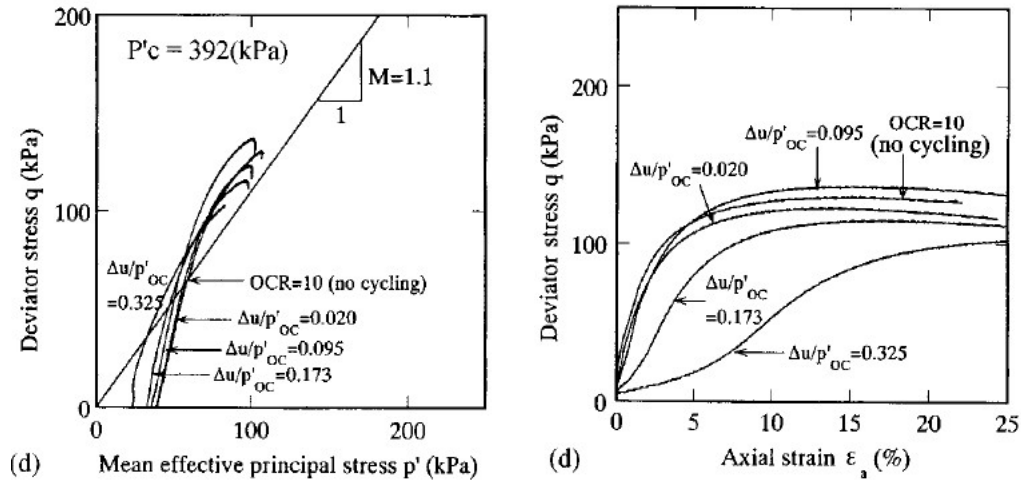 200
P'c = 392(kPa)
M=1.1
1
Deviator stress q (kPa)
100
Δu/p'OC
=0.325
OCR=10 (no cycling)
Δu/p'OC=0.020
Δu/p'OC=0.095
Δu/p'OC=0.173
0
0 100 200
(d) Mean effective principal stress p' (kPa)
200
Deviator stress q (kPa)
OCR=10
(no cycling)
Δu/p'OC=0.095
Δu/p'OC=0.020
100
Δu/p'OC
=0.173
Δu/p'OC=0.325
0
0 5 10 15 20 25
(d) Axial strain εa (%)